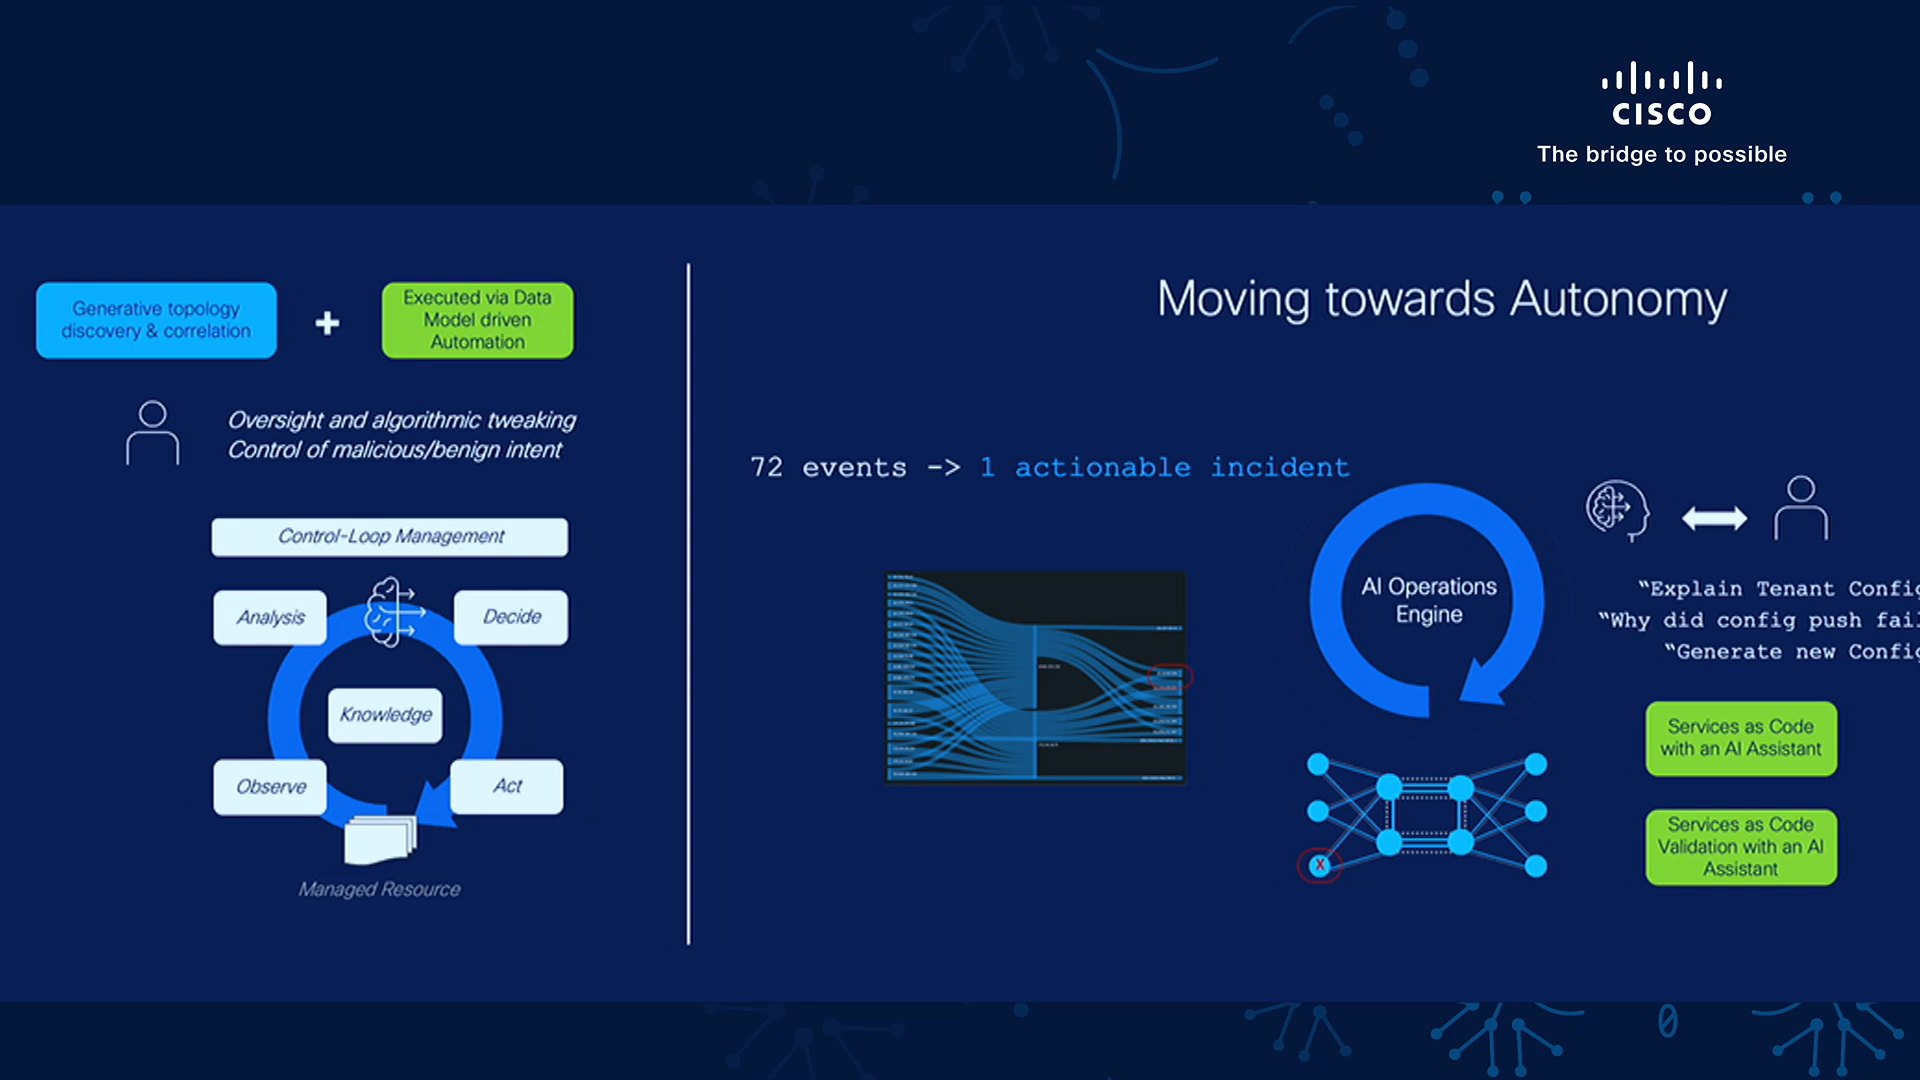 CISCO
The bridge to possible
Generative topology
discovery & correlation
+
Executed via Data
Model driven
Automation
Oversight and algorithmic tweaking
Control of malicious/benign intent
Control-Loop Management
Analysis
Decide
Knowledge
Observe
Act
Managed Resource
Moving towards Autonomy
72 events -> 1 actionable incident
AI Operations
Engine
X
"Explain Tenant Config
"Why did config push fail
"Generate new Config
Services as Code
with an AI Assistant
Services as Code
Validation with an AI
Assistant